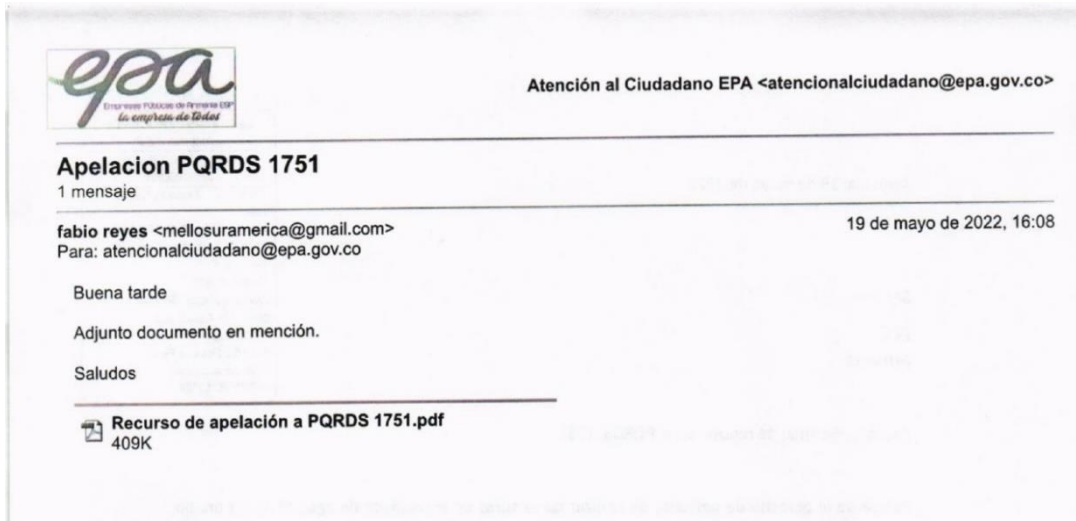 epa
Empresas Públicas de Armenia ESP
la empresa de todos
Atención al Ciudadano EPA <atencionalciudadano@epa.gov.co>
Apelacion PQRDS 1751
1 mensaje
fabio reyes <mellosuramerica@gmail.com>
19 de mayo de 2022, 16:08
Para: atencionalciudadano@epa.gov.co
Buena tarde
Adjunto documento en mención.
Saludos
Recurso de apelación a PQRDS 1751.pdf
409K